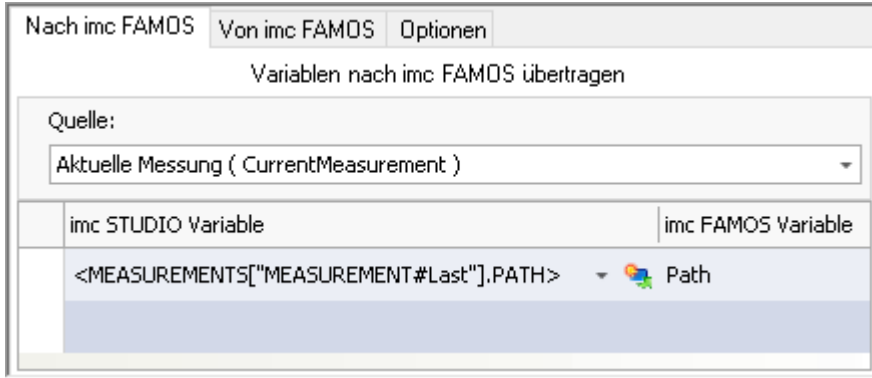 Nach imc FAMOS Von imc FAMOS Optionen
Variablen nach imc FAMOS übertragen
Quelle:
Aktuelle Messung ( CurrentMeasurement )
imc STUDIO Variable imc FAMOS Variable
<MEASUREMENTS["MEASUREMENT#Last"].PATH> Path